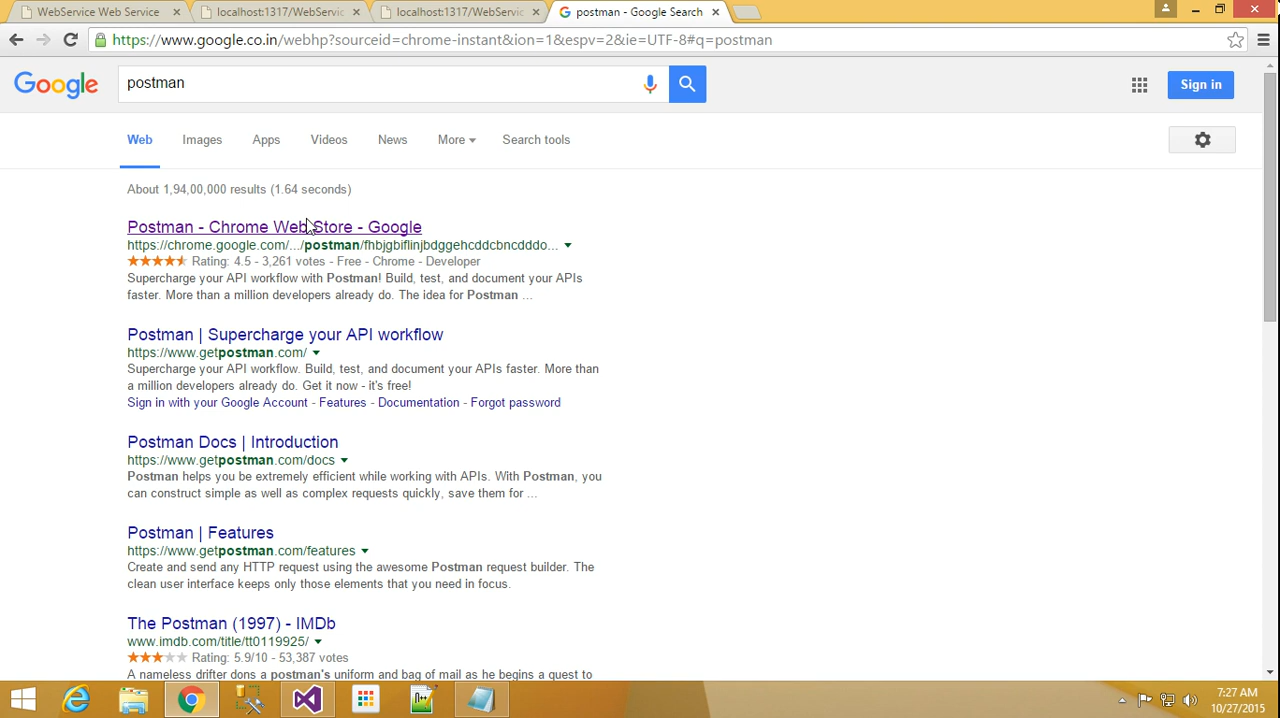 WebService Web Service
localhost:1317/WebServic
localhost:1317/WebServic
postman - Google Search
https://www.google.co.in/webhp?sourceid=chrome-instant&ion=1&espv=2&ie=UTF-8#q=postman
Google
postman
Sign in
Web
Images
Apps
Videos
News
More
Search tools
About 1,94,00,000 results (1.64 seconds)
Postman - Chrome Web Store - Google
https://chrome.google.com/.../postman/fhbjgbiflinjbdggehcddcbncdddo...
Rating: 4.5 - 3,261 votes - Free - Chrome - Developer
Supercharge your API workflow with Postman! Build, test, and document your APIs
faster. More than a million developers already do. The idea for Postman ...
Postman | Supercharge your API workflow
https://www.getpostman.com/
Supercharge your API workflow. Build, test, and document your APIs faster. More than
a million developers already do. Get it now - it's free!
Sign in with your Google Account - Features - Documentation - Forgot password
Postman Docs | Introduction
https://www.getpostman.com/docs
Postman helps you be extremely efficient while working with APIs. With Postman, you
can construct simple as well as complex requests quickly, save them for ...
Postman | Features
https://www.getpostman.com/features
Create and send any HTTP request using the awesome Postman request builder. The
clean user interface keeps only those elements that you need in focus.
The Postman (1997) - IMDb
www.imdb.com/title/tt0119925/
Rating: 5.9/10 - 53,387 votes
A nameless drifter dons a postman's uniform and bag of mail as he begins a quest to
7:27 AM
10/27/2015